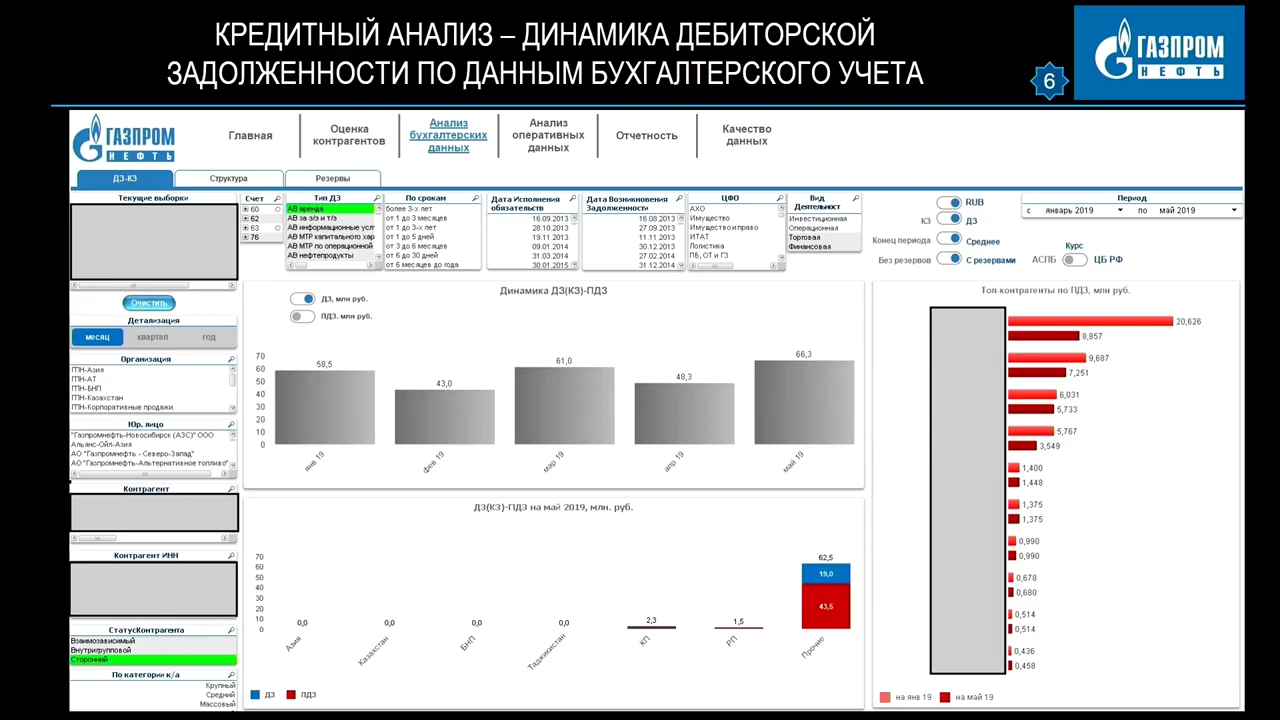 КРЕДИТНЫЙ АНАЛИЗ – ДИНАМИКА ДЕБИТОРСКОЙ
ЗАДОЛЖЕННОСТИ ПО ДАННЫМ БУХГАЛТЕРСКОГО УЧЕТА
6
ГАЗПРОМ
НЕФТЬ
ГАЗПРОМ
НЕФТЬ
Главная
Оценка
контрагентов
Анализ
бухгалтерских
данных
Анализ
оперативных
данных
Отчетность
Качество
данных
ДЗ-КЗ
Структура
Резервы
Текущие выборки
Счет
60
62
63
76
Тип ДЗ
АВ аренда
АВ за э/э и т/э
АВ информационные усл
АВ МТР капитального хар
АВ МТР по операционной
АВ нефтепродукты
По срокам
более 3-х лет
от 1 до 3 месяцев
от 1 до 3-х лет
от 1 до 5 дней
от 3 до 6 месяцев
от 6 до 30 дней
от 6 месяцев до года
Дата Исполнения
обязательств
16.09.2013
28.10.2013
19.11.2013
09.01.2014
31.03.2014
30.01.2015
Дата Возникновения
Задолженности
16.08.2013
27.09.2013
11.11.2013
30.12.2013
27.02.2014
31.12.2014
ЦФО
АХО
Имущество
Имущество и право
ИТАТ
Логистика
ПБ, ОТ и ГЗ
Вид
Деятельност
Инвестиционная
Операционная
Торговая
Финансовая
RUB
КЗ ДЗ
Конец периода Среднее
Без резервов С резервами
Период
с январь 2019 по май 2019
Курс
АСПБ ЦБ РФ
Очистить
Детализация
месяц квартал год
Организация
ГПН-Азия
ГПН-АТ
ГПН-БНП
ГПН-Казахстан
ГПН-Корпоративные продажи
Юр. лицо
"Газпромнефть-Новосибирск (АЗС)" ООО
Альянс-Ойл-Азия
АО "Газпромнефть - Северо-Запад"
АО "Газпромнефть-Альтернативное топливо"
Контрагент
Контрагент ИНН
СтатусКонтрагента
Взаимозависимый
Внутригрупповой
Сторонний
По категории к/а
Крупный
Средний
Массовый
Динамика ДЗ(КЗ)-ПДЗ
ДЗ, млн руб.
ПДЗ. млн руб.
70
60
50
40
30
20
10
0
58,5
43,0
61,0
48,3
66,3
янв 19
фев 19
мар 19
апр 19
май 19
ДЗ(КЗ)-ПДЗ на май 2019, млн. руб.
70
60
50
40
30
20
10
0
0,0
0,0
0,0
0,0
2,3
1,5
62,5
19,0
43,5
Азия
Казахстан
БНП
Таджикистан
КП
РП
Прочие
ДЗ ПДЗ
Топ-контрагенты по ПДЗ, млн руб.
20,626
8,857
9,687
7,251
6,031
5,733
5,767
3,549
1,400
1,448
1,375
1,375
0,990
0,990
0,678
0,680
0,514
0,514
0,436
0,458
на янв 19 на май 19